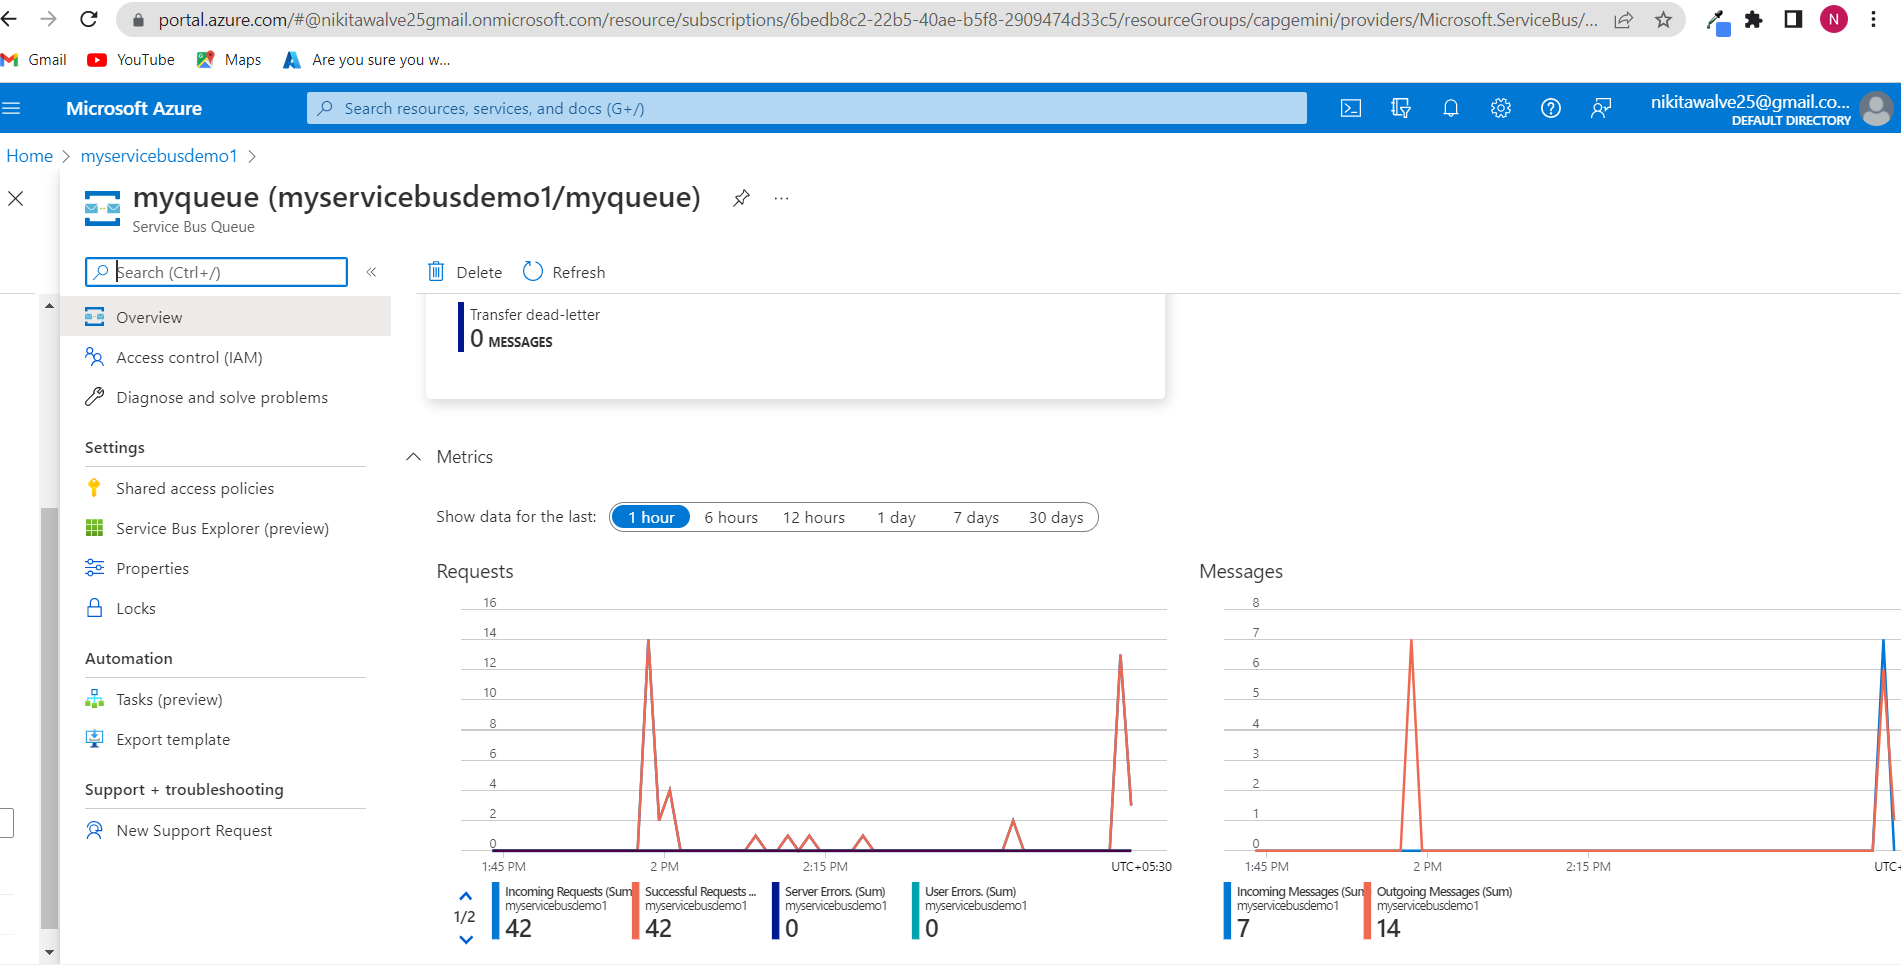 portal.azure.com/#@nikitawalve25gmail.onmicrosoft.com/resource/subscriptions/6bedb8c2-22b5-40ae-b5f8-2909474d33c5/resourceGroups/capgemini/providers/Microsoft.ServiceBus/...
N
Gmail YouTube Maps Are you sure you w...
Microsoft Azure
Search resources, services, and docs (G+/)
nikitawalve25@gmail.co...
DEFAULT DIRECTORY
Home > myservicebusdemo1 >
myqueue (myservicebusdemo1/myqueue) ...
Service Bus Queue
Search (Ctrl+/) «
Delete Refresh
Overview
Access control (IAM)
Diagnose and solve problems
Settings
Shared access policies
Service Bus Explorer (preview)
Properties
Locks
Automation
Tasks (preview)
Export template
Support + troubleshooting
New Support Request
Transfer dead-letter
0 MESSAGES
Metrics
Show data for the last: 1 hour 6 hours 12 hours 1 day 7 days 30 days
Requests
16
14
12
10
8
6
4
2
0
1:45 PM 2 PM 2:15 PM UTC+05:30
1/2
Incoming Requests (Sum
myservicebusdemo1
42
Successful Requests ...
myservicebusdemo1
42
Server Errors. (Sum)
myservicebusdemo1
0
User Errors. (Sum)
myservicebusdemo1
0
Messages
8
7
6
5
4
3
2
1
0
1:45 PM 2 PM 2:15 PM UTC+
Incoming Messages (Sum
myservicebusdemo1
7
Outgoing Messages (Sum)
myservicebusdemo1
14